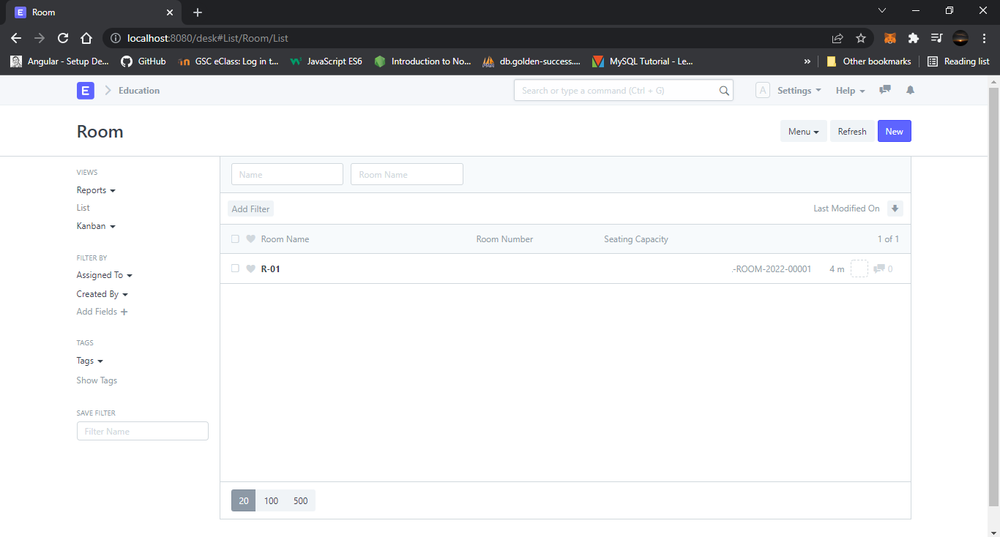 E Room
localhost:8080/desk#List/Room/List
Angular - Setup De... GitHub GSC eClass: Log in t... JavaScript ES6 Introduction to No... db.golden-success.... MySQL Tutorial - Le... » Other bookmarks Reading list
E Education Search or type a command (Ctrl + G) A Settings Help
Room Menu Refresh New
VIEWS
Reports
List
Kanban
FILTER BY
Assigned To
Created By
Add Fields +
TAGS
Tags
Show Tags
SAVE FILTER
Filter Name
Name Room Name
Add Filter Last Modified On
Room Name Room Number Seating Capacity 1 of 1
R-01 .-ROOM-2022-00001 4 m 0
20 100 500